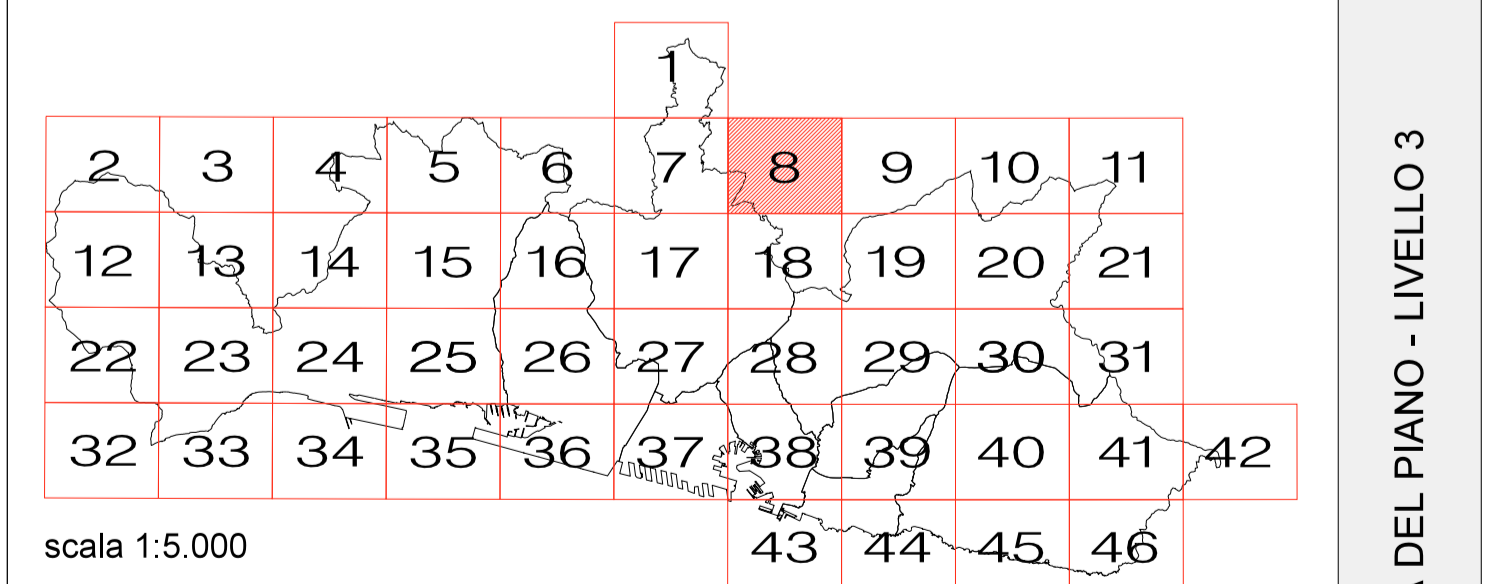 1
2 3 4 5 6 7 8 9 10 11
12 13 14 15 16 17 18 19 20 21
22 23 24 25 26 27 28 29 30 31
32 33 34 35 36 37 38 39 40 41 42
43 44 45 46
scala 1:5.000
DEL PIANO - LIVELLO 3